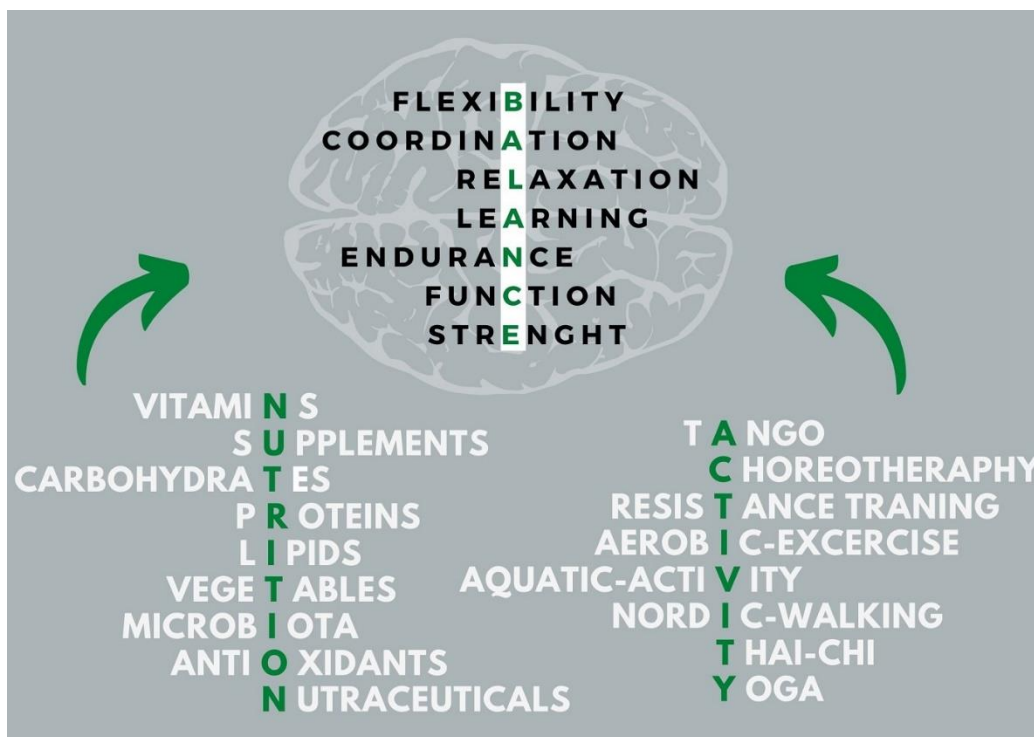 FLEXIBILITY
COORDINATION
RELAXATION
LEARNING
ENDURANCE
FUNCTION
STRENGHT
VITAMINS
SUPPLEMENTS
CARBOHYDRATES
PROTEINS
LIPIDS
VEGETABLES
MICROBIOTA
ANTIOXIDANTS
NUTRACEUTICALS
TANGO
CHOREOTHERAPHY
RESISTANCE TRANING
AEROBIC-EXCERCISE
AQUATIC-ACTIVITY
NORDIC-WALKING
THAI-CHI
YOGA